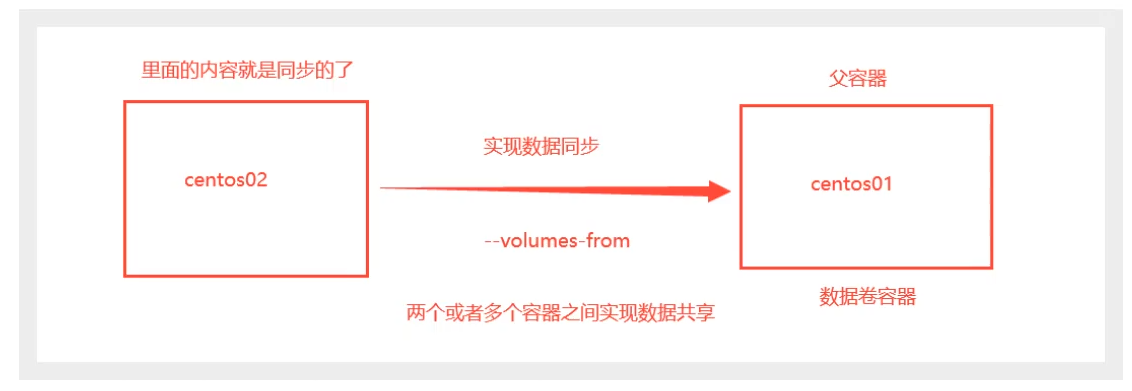 里面的内容就是同步的了
父容器
实现数据同步
centos02
centos01
--volumes-from
数据卷容器
两个或者多个容器之间实现数据共享